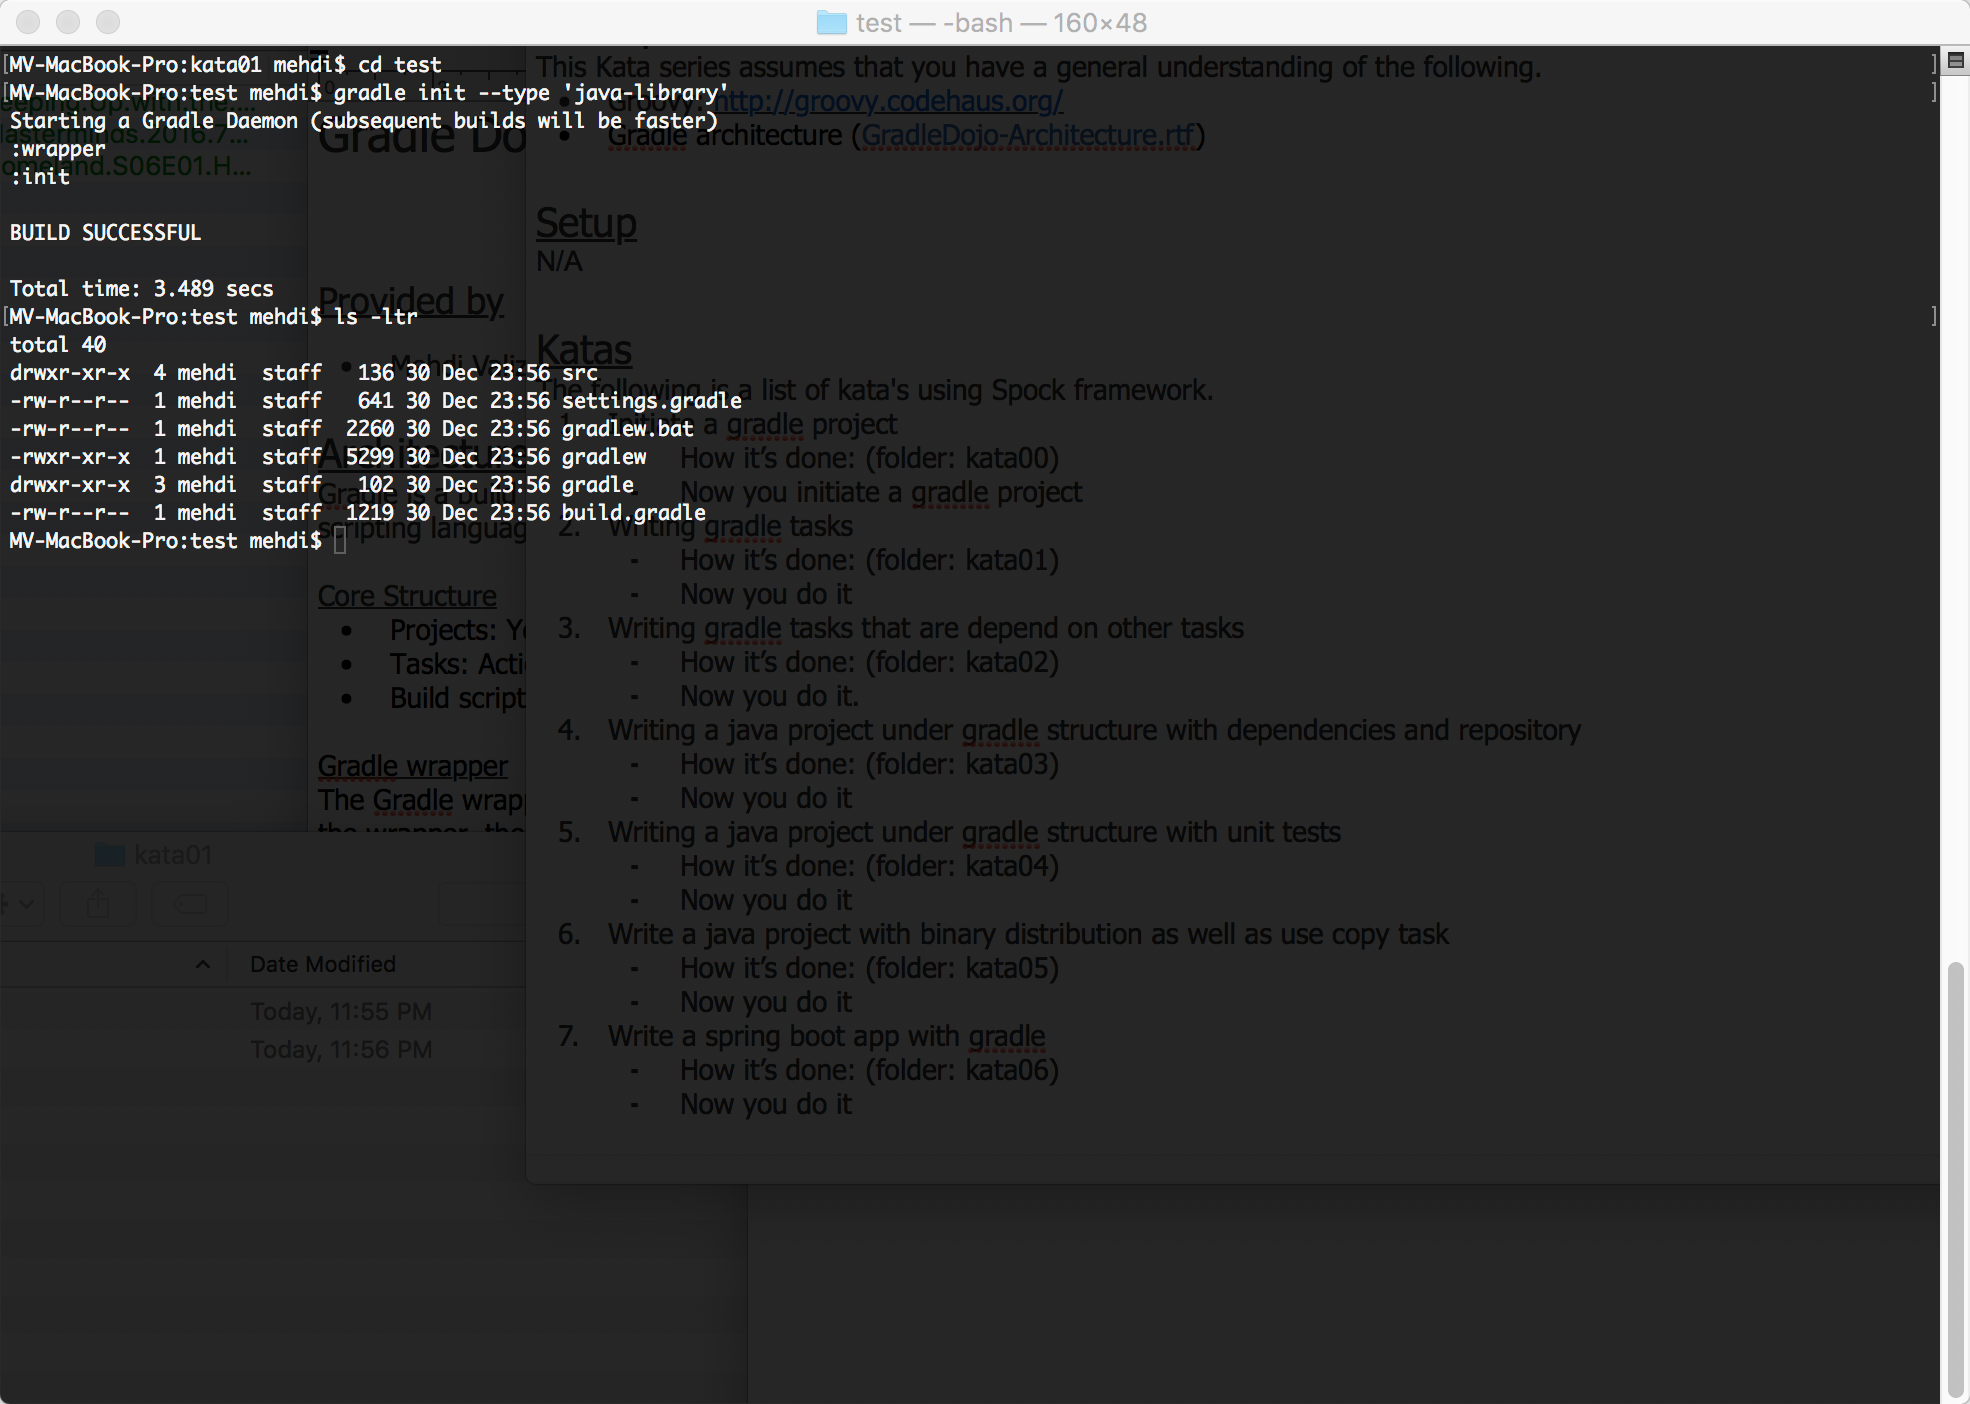 test — -bash — 160×48
[MV-MacBook-Pro:kata01 mehdi$ cd test ]
[MV-MacBook-Pro:test mehdi$ gradle init --type 'java-library' ]
Starting a Gradle Daemon (subsequent builds will be faster)
:wrapper
:init
BUILD SUCCESSFUL
Total time: 3.489 secs
[MV-MacBook-Pro:test mehdi$ ls -ltr ]
total 40
drwxr-xr-x  4 mehdi  staff   136 30 Dec 23:56 src
-rw-r--r--  1 mehdi  staff   641 30 Dec 23:56 settings.gradle
-rw-r--r--  1 mehdi  staff  2260 30 Dec 23:56 gradlew.bat
-rwxr-xr-x  1 mehdi  staff  5299 30 Dec 23:56 gradlew
drwxr-xr-x  3 mehdi  staff   102 30 Dec 23:56 gradle
-rw-r--r--  1 mehdi  staff  1219 30 Dec 23:56 build.gradle
MV-MacBook-Pro:test mehdi$
omeland.S06E01.H...
Gradle Do
Provided by
• Mehdi
Architecture
Gradle is a build
scripting languag
Core Structure
• Projects:
• Tasks:
• Build script
Gradle wrapper
The Gradle wrapp
kata01
Date Modified
Today, 11:55 PM
Today, 11:56 PM
This Kata series assumes that you have a general understanding of the following.
• Groovy: http://groovy.codehaus.org/
• Gradle architecture (GradleDojo-Architecture.rtf)
Setup
N/A
Katas
The following is a list of kata's using Spock framework.
1. Initiate a gradle project
How it’s done: (folder: kata00)
- Now you initiate a gradle project
2. Writing gradle tasks
- How it’s done: (folder: kata01)
- Now you do it
3. Writing gradle tasks that are depend on other tasks
- How it’s done: (folder: kata02)
- Now you do it.
4. Writing a java project under gradle structure with dependencies and repository
- How it’s done: (folder: kata03)
- Now you do it
5. Writing a java project under gradle structure with unit tests
- How it’s done: (folder: kata04)
- Now you do it
6. Write a java project with binary distribution as well as use copy task
- How it’s done: (folder: kata05)
- Now you do it
7. Write a spring boot app with gradle
- How it’s done: (folder: kata06)
- Now you do it